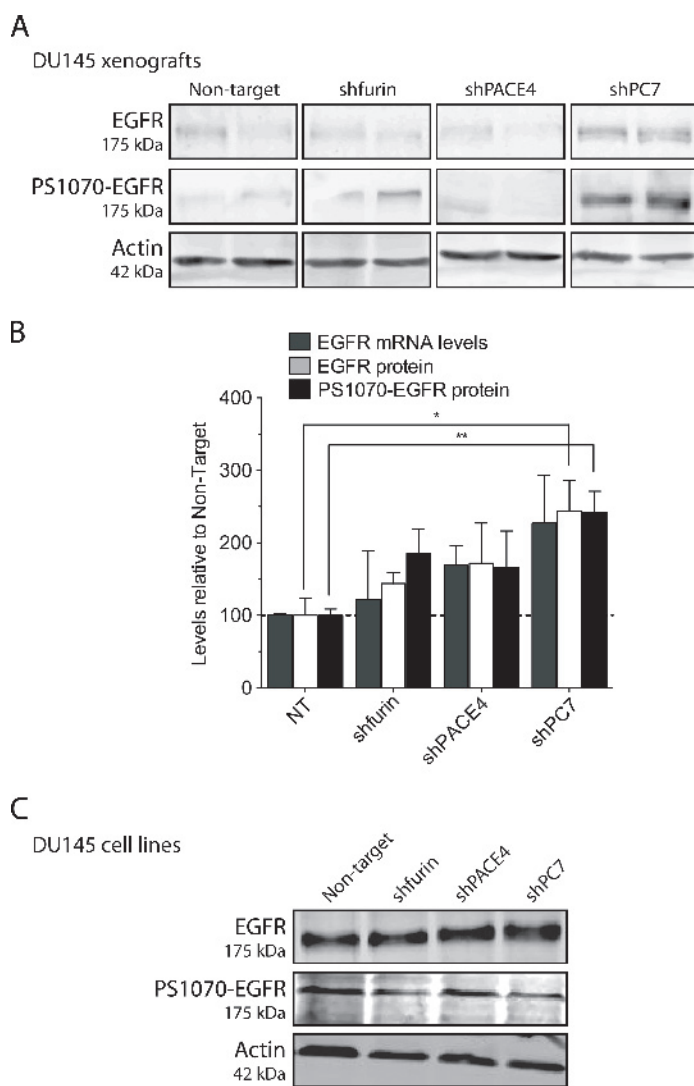 A
DU145 xenografts
Non-target shfurin shPACE4 shPC7
EGFR
175 kDa
PS1070-EGFR
175 kDa
Actin
42 kDa
B
EGFR mRNA levels
EGFR protein
PS1070-EGFR protein
Levels relative to Non-Target
400
300
200
100
0
*
**
NT shfurin shPACE4 shPC7
C
DU145 cell lines
Non-target shfurin shPACE4 shPC7
EGFR
175 kDa
PS1070-EGFR
175 kDa
Actin
42 kDa